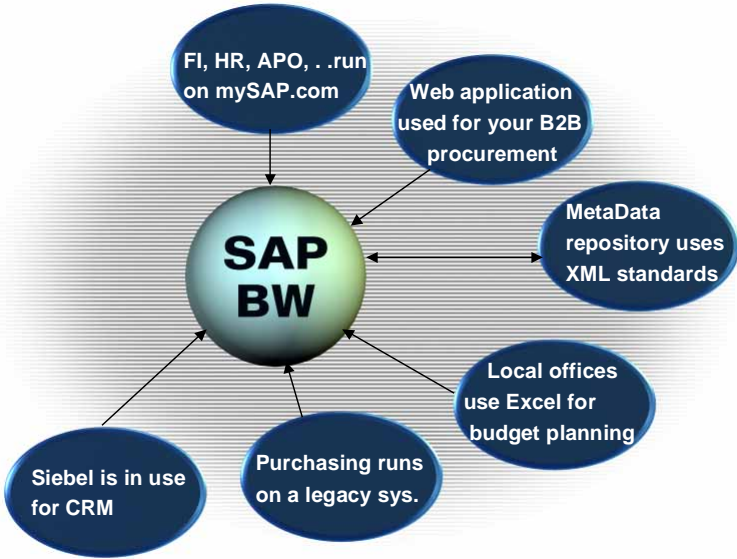 FI, HR, APO, . .run
on mySAP.com
Web application
used for your B2B
procurement
MetaData
repository uses
XML standards
SAP
BW
Local offices
use Excel for
budget planning
Purchasing runs
on a legacy sys.
Siebel is in use
for CRM